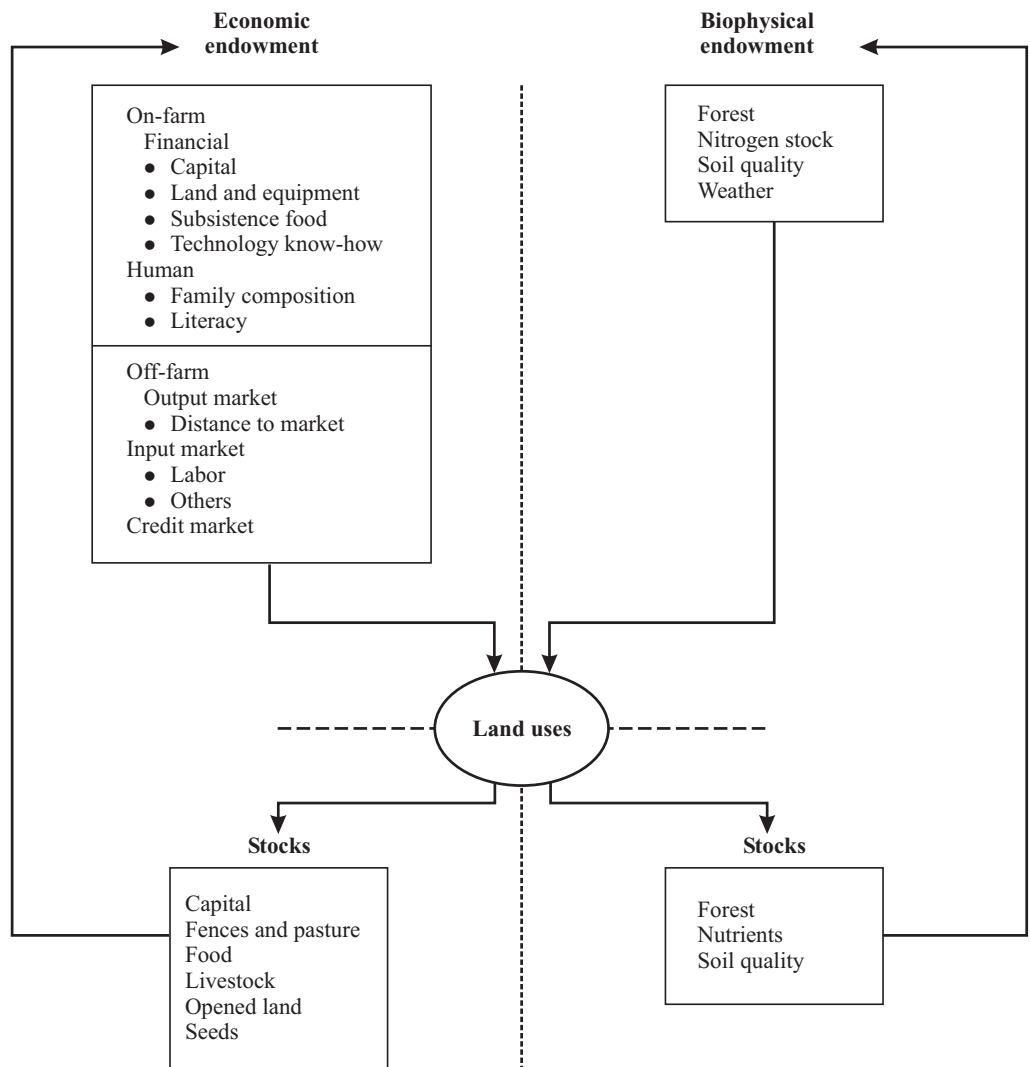 Economic
endowment
On-farm
Financial
● Capital
● Land and equipment
● Subsistence food
● Technology know-how
Human
● Family composition
● Literacy
Off-farm
Output market
● Distance to market
Input market
● Labor
● Others
Credit market
Biophysical
endowment
Forest
Nitrogen stock
Soil quality
Weather
Land uses
Stocks
Capital
Fences and pasture
Food
Livestock
Opened land
Seeds
Stocks
Forest
Nutrients
Soil quality